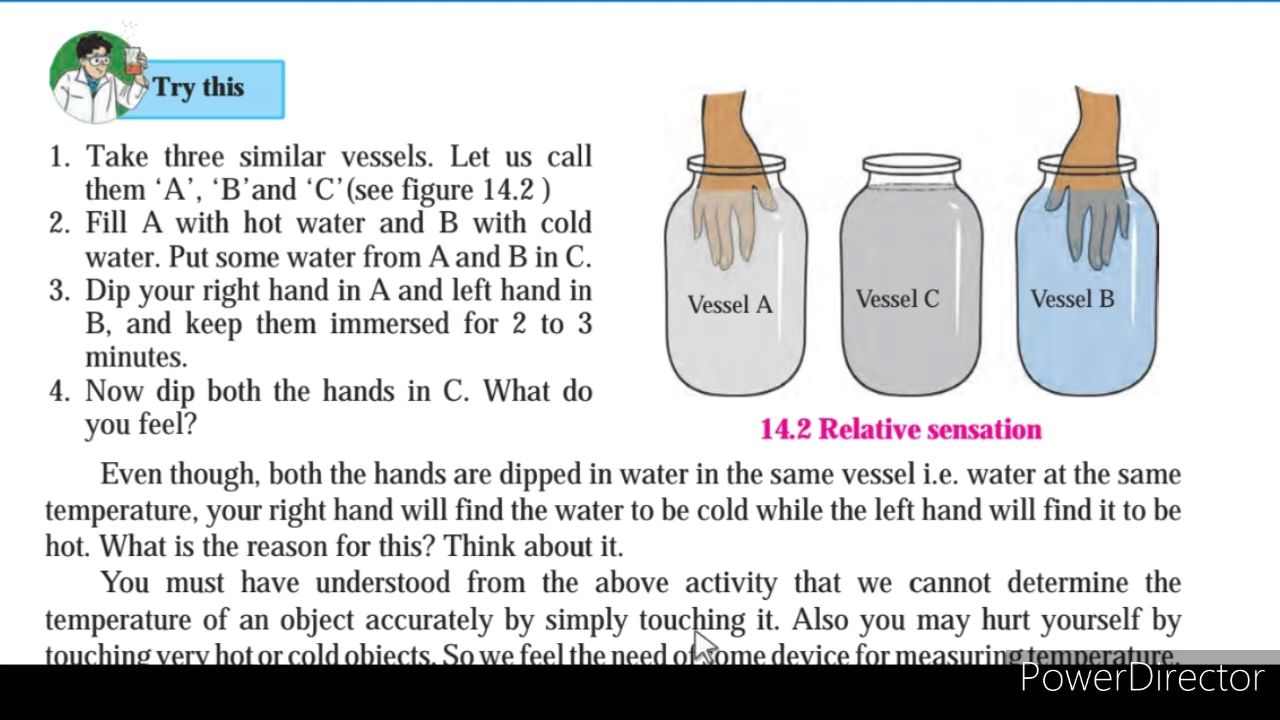 Try this
1. Take three similar vessels. Let us call
them ‘A’, ‘B’and ‘C’(see figure 14.2 )
2. Fill A with hot water and B with cold
water. Put some water from A and B in C.
3. Dip your right hand in A and left hand in
B, and keep them immersed for 2 to 3
minutes.
4. Now dip both the hands in C. What do
you feel?
Vessel A
Vessel C
Vessel B
14.2 Relative sensation
Even though, both the hands are dipped in water in the same vessel i.e. water at the same
temperature, your right hand will find the water to be cold while the left hand will find it to be
hot. What is the reason for this? Think about it.
You must have understood from the above activity that we cannot determine the
temperature of an object accurately by simply touching it. Also you may hurt yourself by
touching very hot or cold objects. So we feel the need of some device for measuring temperature.
PowerDirector